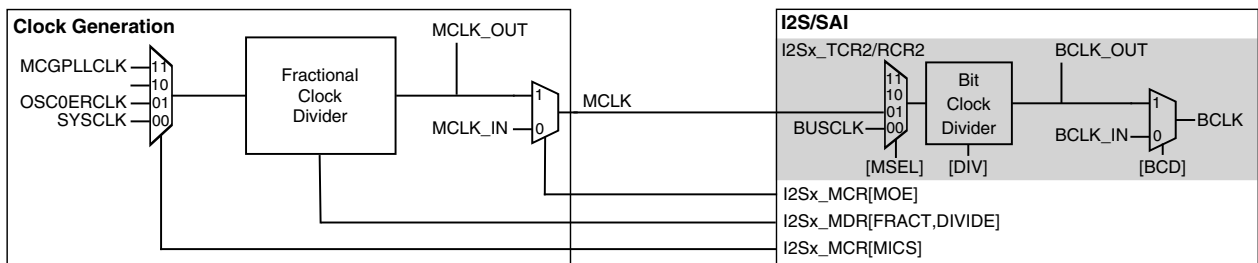 Clock Generation
MCGPLLCLK
11
10
OSC0ERCLK
01
SYSCLK
00
Fractional
Clock
Divider
MCLK_OUT
1
MCLK_IN
0
MCLK
I2S/SAI
I2Sx_TCR2/RCR2
11
10
01
BUSCLK
00
[MSEL]
Bit
Clock
Divider
[DIV]
BCLK_OUT
1
BCLK_IN
0
[BCD]
BCLK
I2Sx_MCR[MOE]
I2Sx_MDR[FRACT,DIVIDE]
I2Sx_MCR[MICS]